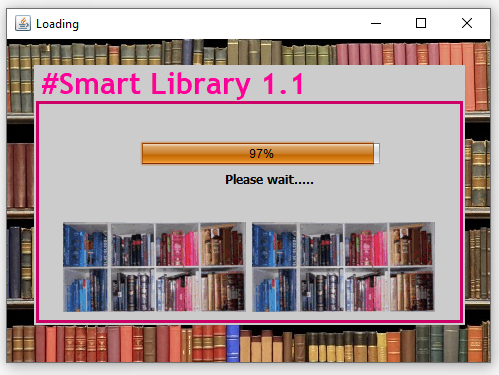 Loading
#Smart Library 1.1
97%
Please wait.....